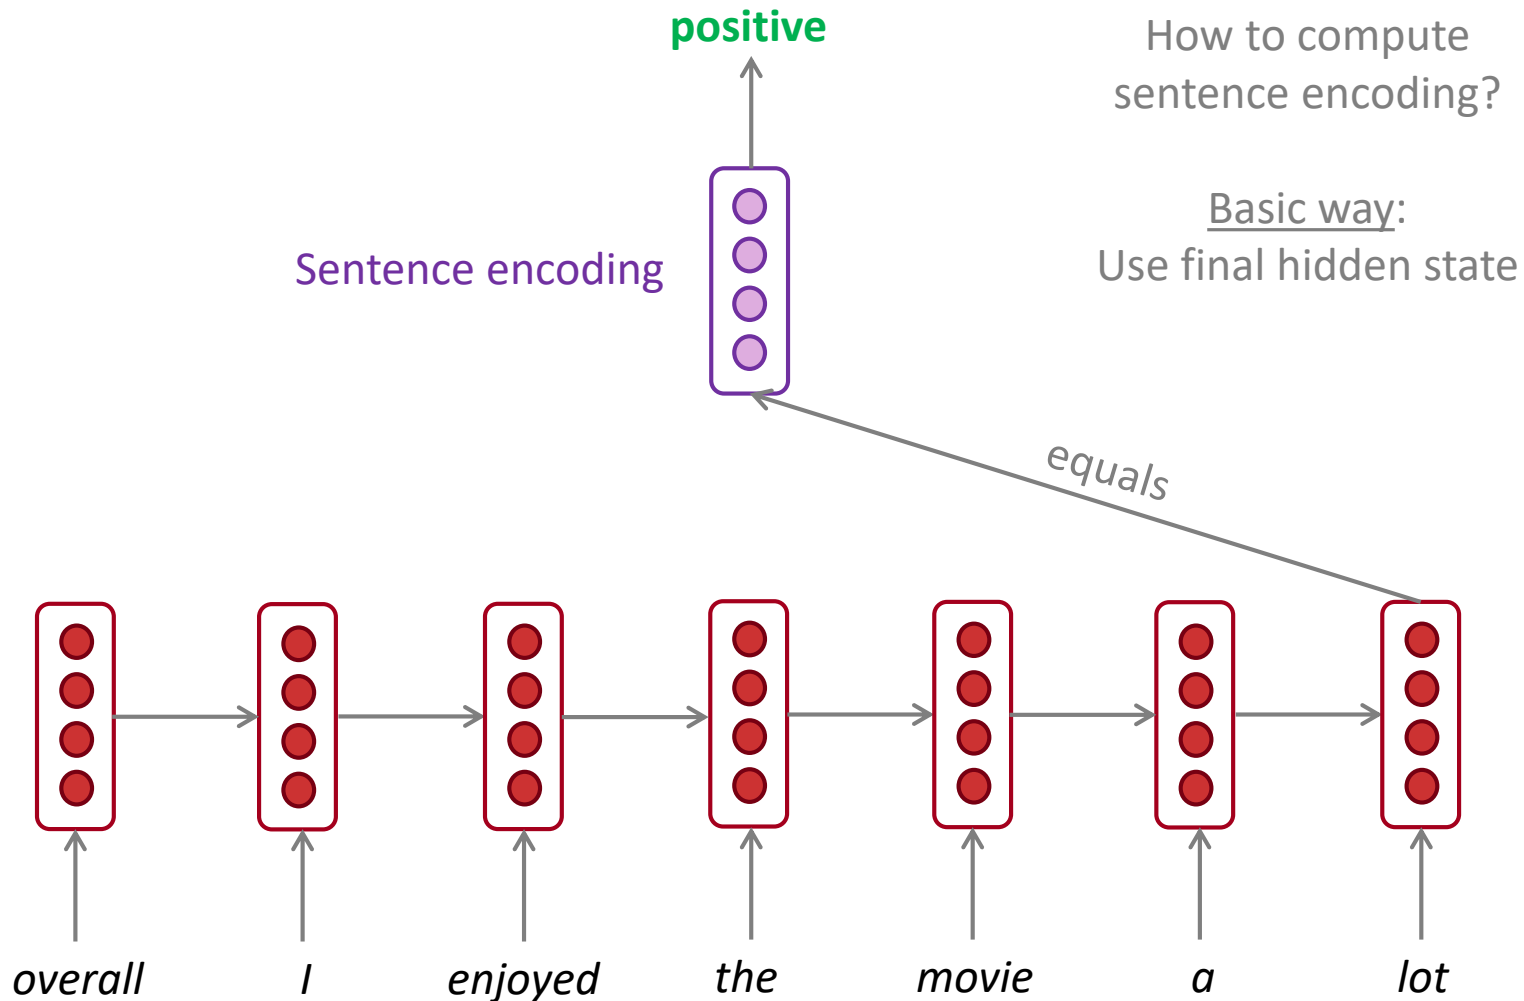 positive
How to compute
sentence encoding?
Basic way:
Use final hidden state
Sentence encoding
equals
overall I enjoyed the movie a lot